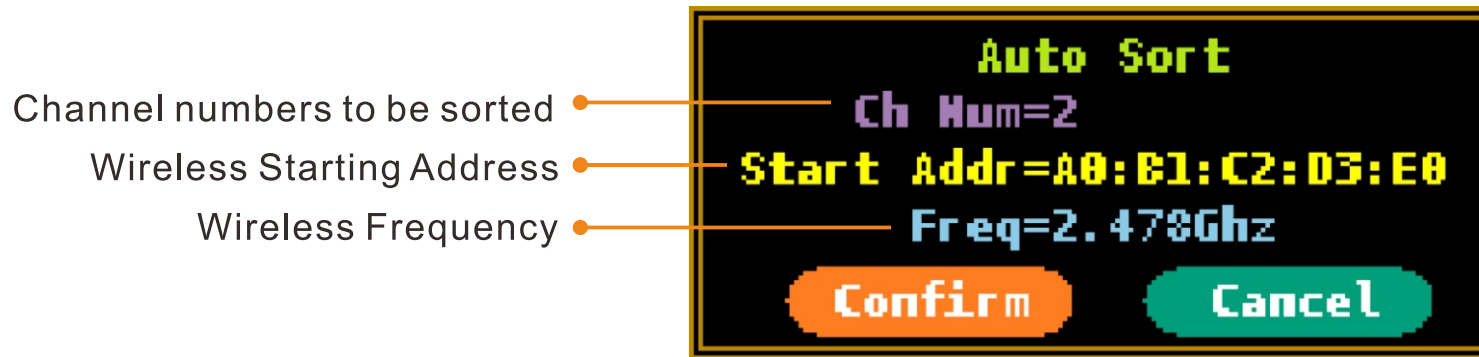 Auto Sort
Channel numbers to be sorted
Ch Num=2
Wireless Starting Address
Start Addr=A0:B1:C2:D3:E0
Wireless Frequency
Freq=2.478Ghz
Confirm
Cancel